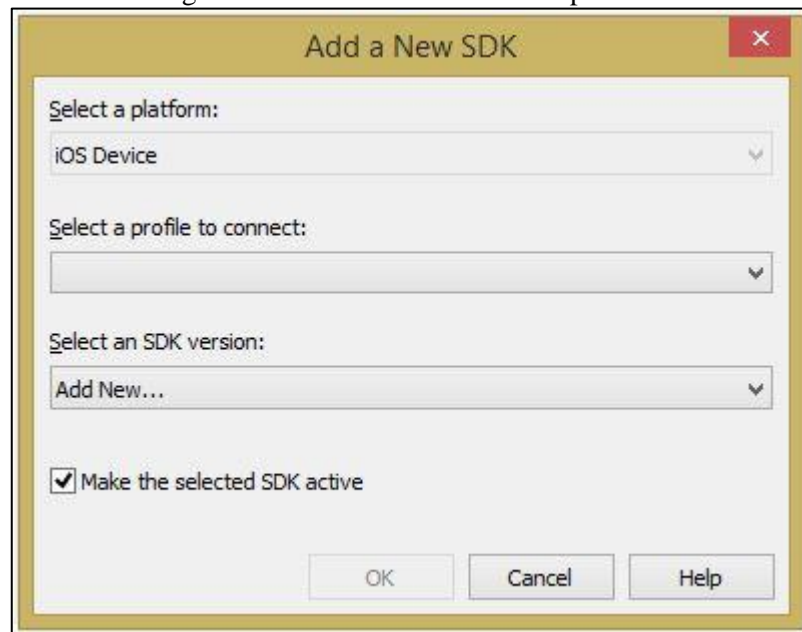 Add a New SDK
Select a platform:
iOS Device
Select a profile to connect:
Select an SDK version:
Add New...
Make the selected SDK active
OK Cancel Help